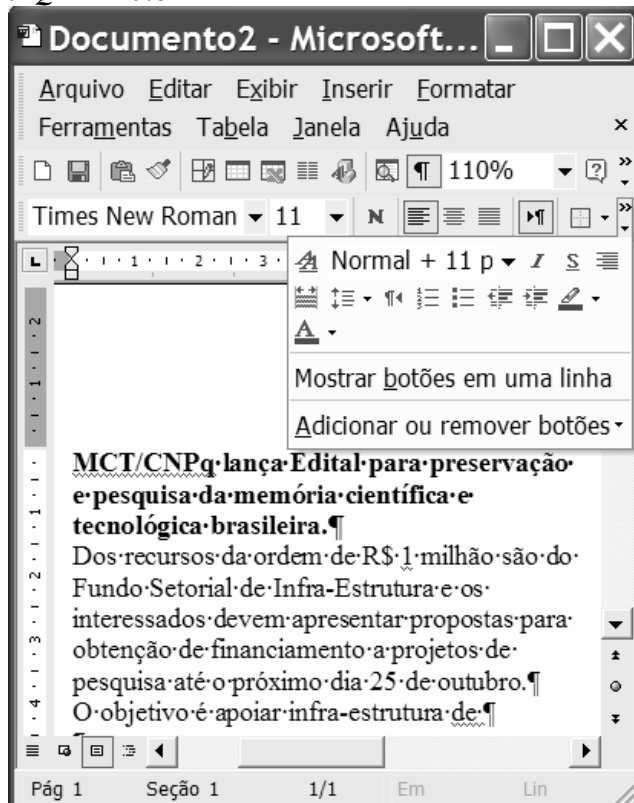 Documento2 - Microsoft...
Arquivo Editar Exibir Inserir Formatar
Ferramentas Tabela Janela Ajuda
110%
Times New Roman 11 N
1 2 3
Normal + 11 p I S
A
Mostrar botões em uma linha
Adicionar ou remover botões
MCT/CNPq·lança·Edital·para·preservação·
e·pesquisa·da·memória·científica·e·
tecnológica·brasileira.¶
Dos·recursos·da·ordem·de·R$·1·milhão·são·do·
Fundo·Setorial·de·Infra-Estrutura·e·os·
interessados·devem·apresentar·propostas·para·
obtenção·de·financiamento·a·projetos·de·
pesquisa·até·o·próximo·dia·25·de·outubro.¶
O·objetivo·é·apoiar·infra-estrutura·de·¶
Pág 1 Seção 1 1/1 Em Lin